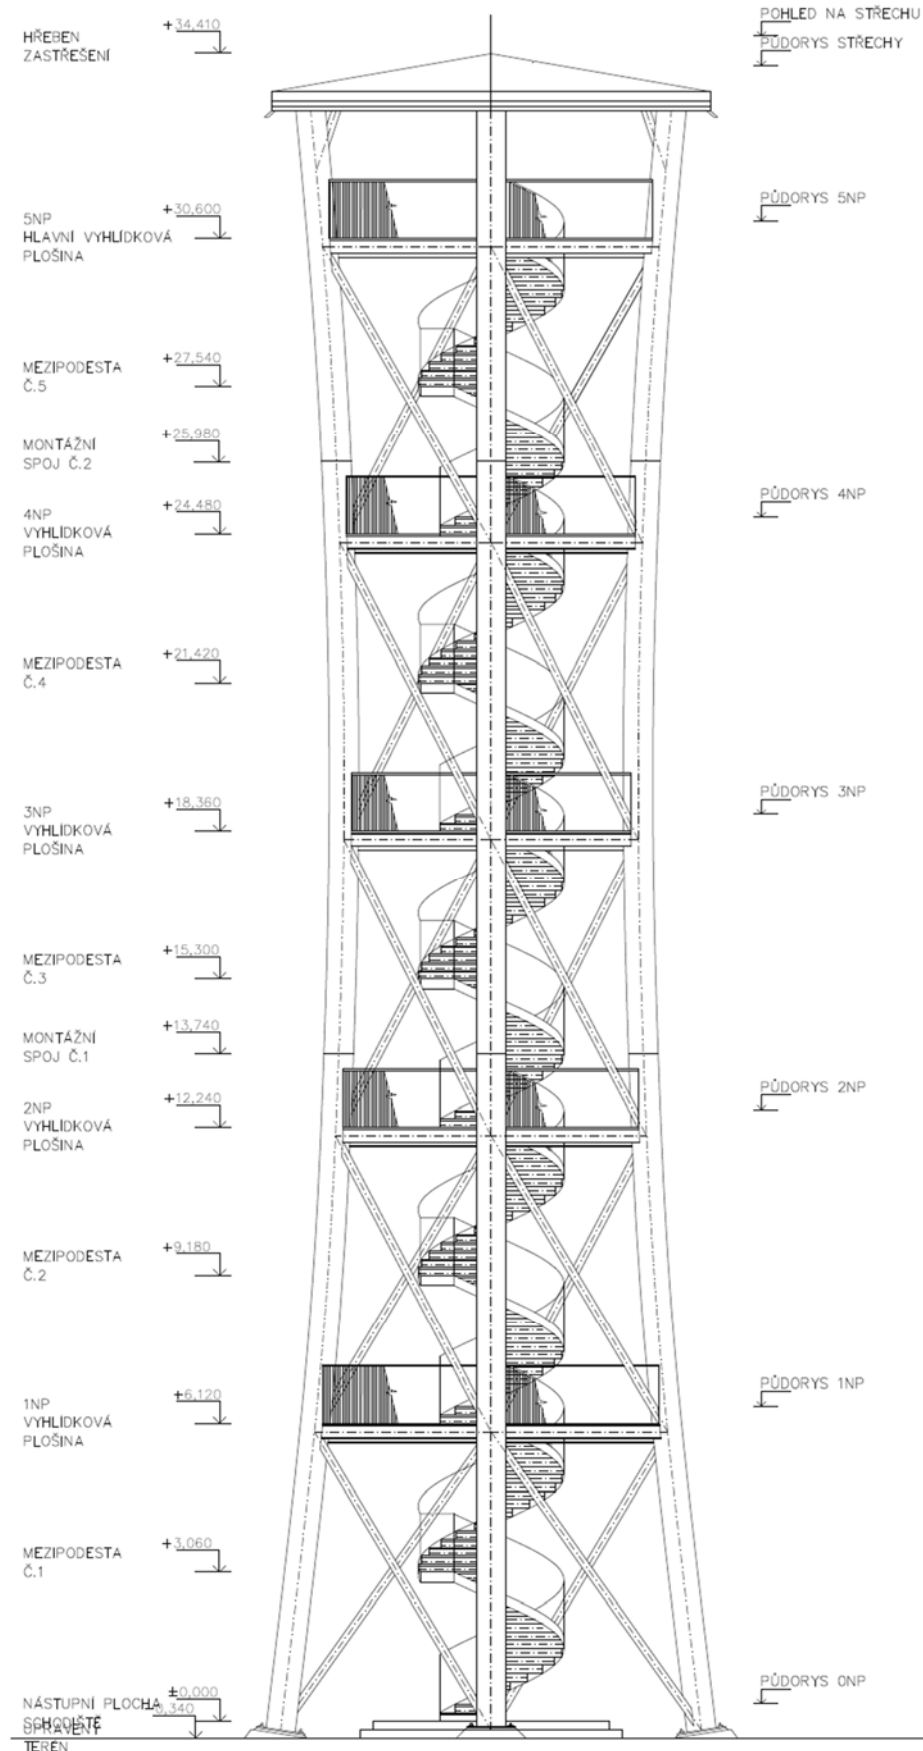 HŘEBEN
ZASTŘEŠENÍ
+34,410
POHLED NA STŘECHU
PŮDORYS STŘECHY
5NP
HLAVNÍ VYHLÍDKOVÁ
PLOŠINA
+30,600
PŮDORYS 5NP
MEZIPODESTA
Č.5
+27,540
MONTÁŽNÍ
SPOJ Č.2
+25,980
4NP
VYHLÍDKOVÁ
PLOŠINA
+24,480
PŮDORYS 4NP
MEZIPODESTA
Č.4
+21,420
3NP
VYHLÍDKOVÁ
PLOŠINA
+18,360
PŮDORYS 3NP
MEZIPODESTA
Č.3
+15,300
MONTÁŽNÍ
SPOJ Č.1
+13,740
2NP
VYHLÍDKOVÁ
PLOŠINA
+12,240
PŮDORYS 2NP
MEZIPODESTA
Č.2
+9,180
1NP
VYHLÍDKOVÁ
PLOŠINA
±6,120
PŮDORYS 1NP
MEZIPODESTA
Č.1
+3,060
NÁSTUPNÍ PLOCHA
SCHODIŠTĚ
±0,000
PŮDORYS 0NP
UPRAVENÝ
TERÉN
0,340